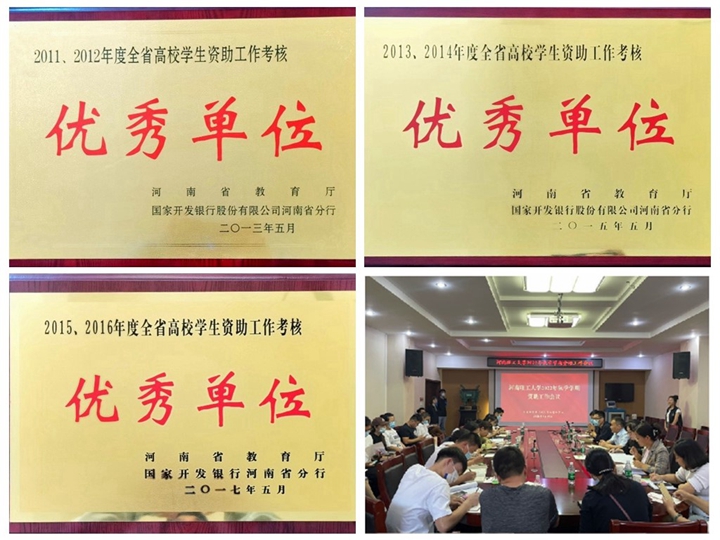 2011、2012年度全省高校学生资助工作考核
优秀单位
河南省教育厅
国家开发银行股份有限公司河南省分行
二〇一三年五月
2013、2014年度全省高校学生资助工作考核
优秀单位
河南省教育厅
国家开发银行股份有限公司河南省分行
二〇一五年五月
2015、2016年度全省高校学生资助工作考核
优秀单位
河南省教育厅
国家开发银行河南省分行
二〇一七年五月
资助工作会议